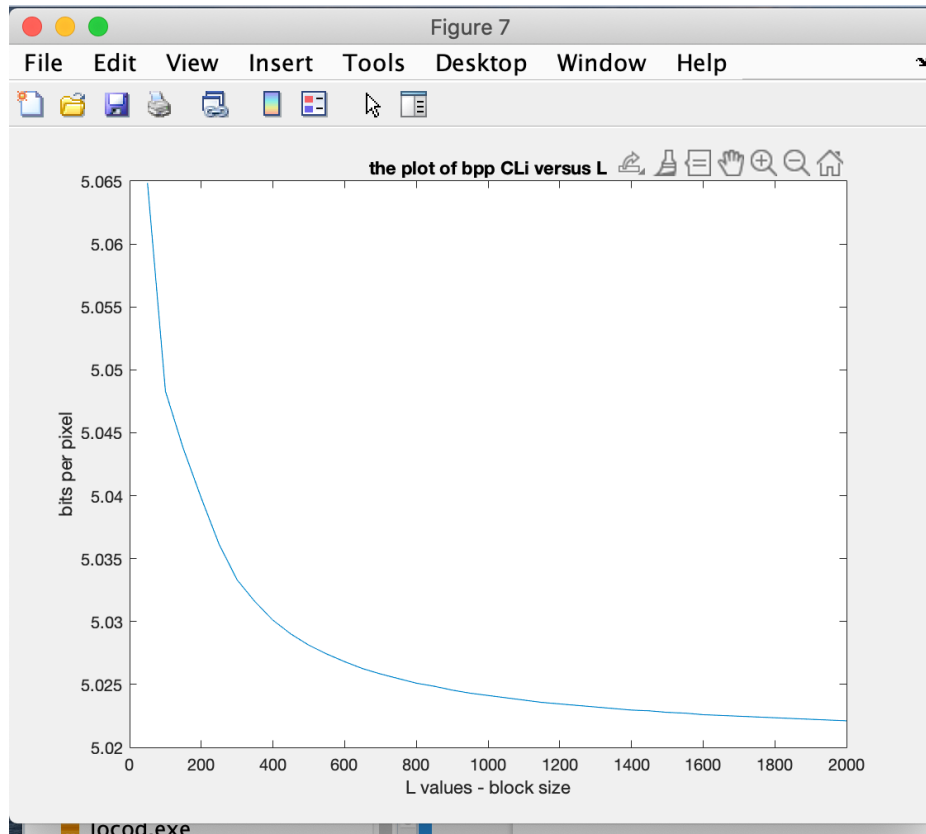 Figure 7
File Edit View Insert Tools Desktop Window Help
the plot of bpp CLi versus L
5.065
5.06
5.055
5.05
5.045
5.04
5.035
5.03
5.025
5.02
bits per pixel
0 200 400 600 800 1000 1200 1400 1600 1800 2000
L values - block size
locod.exe